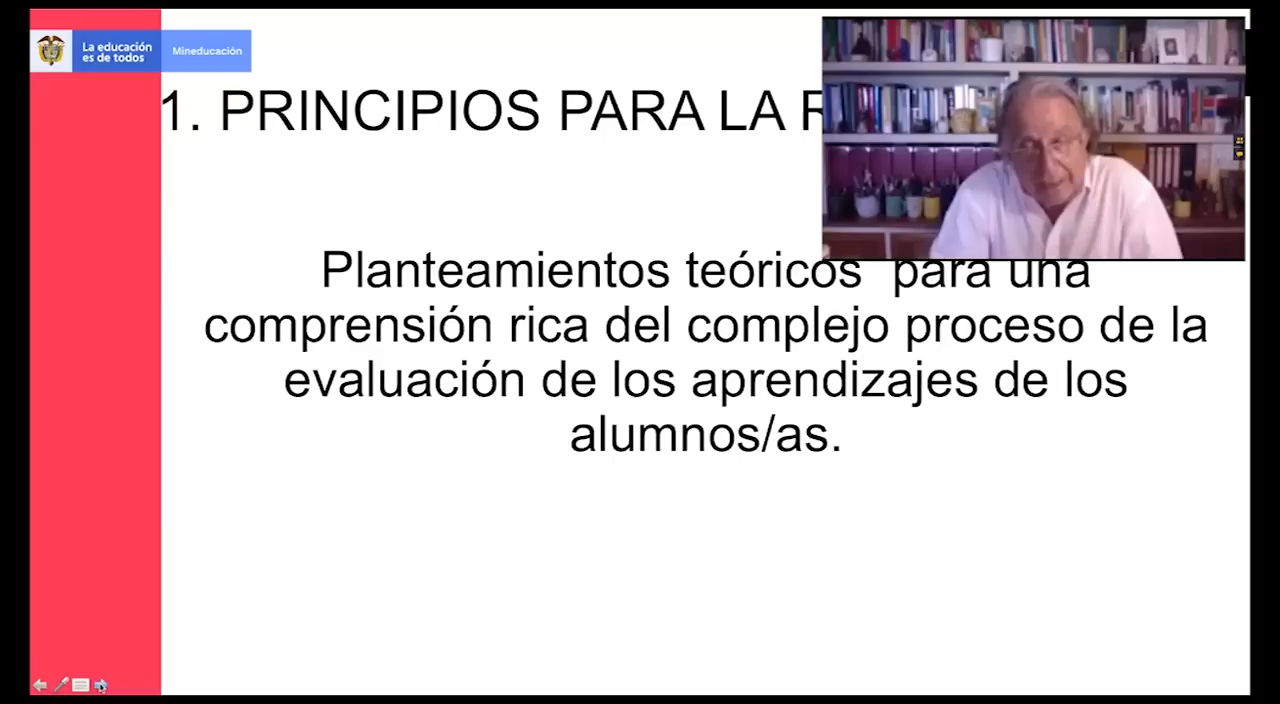 La educación
es de todos
Mineducación
1. PRINCIPIOS PARA LA
Planteamientos teóricos para una
comprensión rica del complejo proceso de la
evaluación de los aprendizajes de los
alumnos/as.